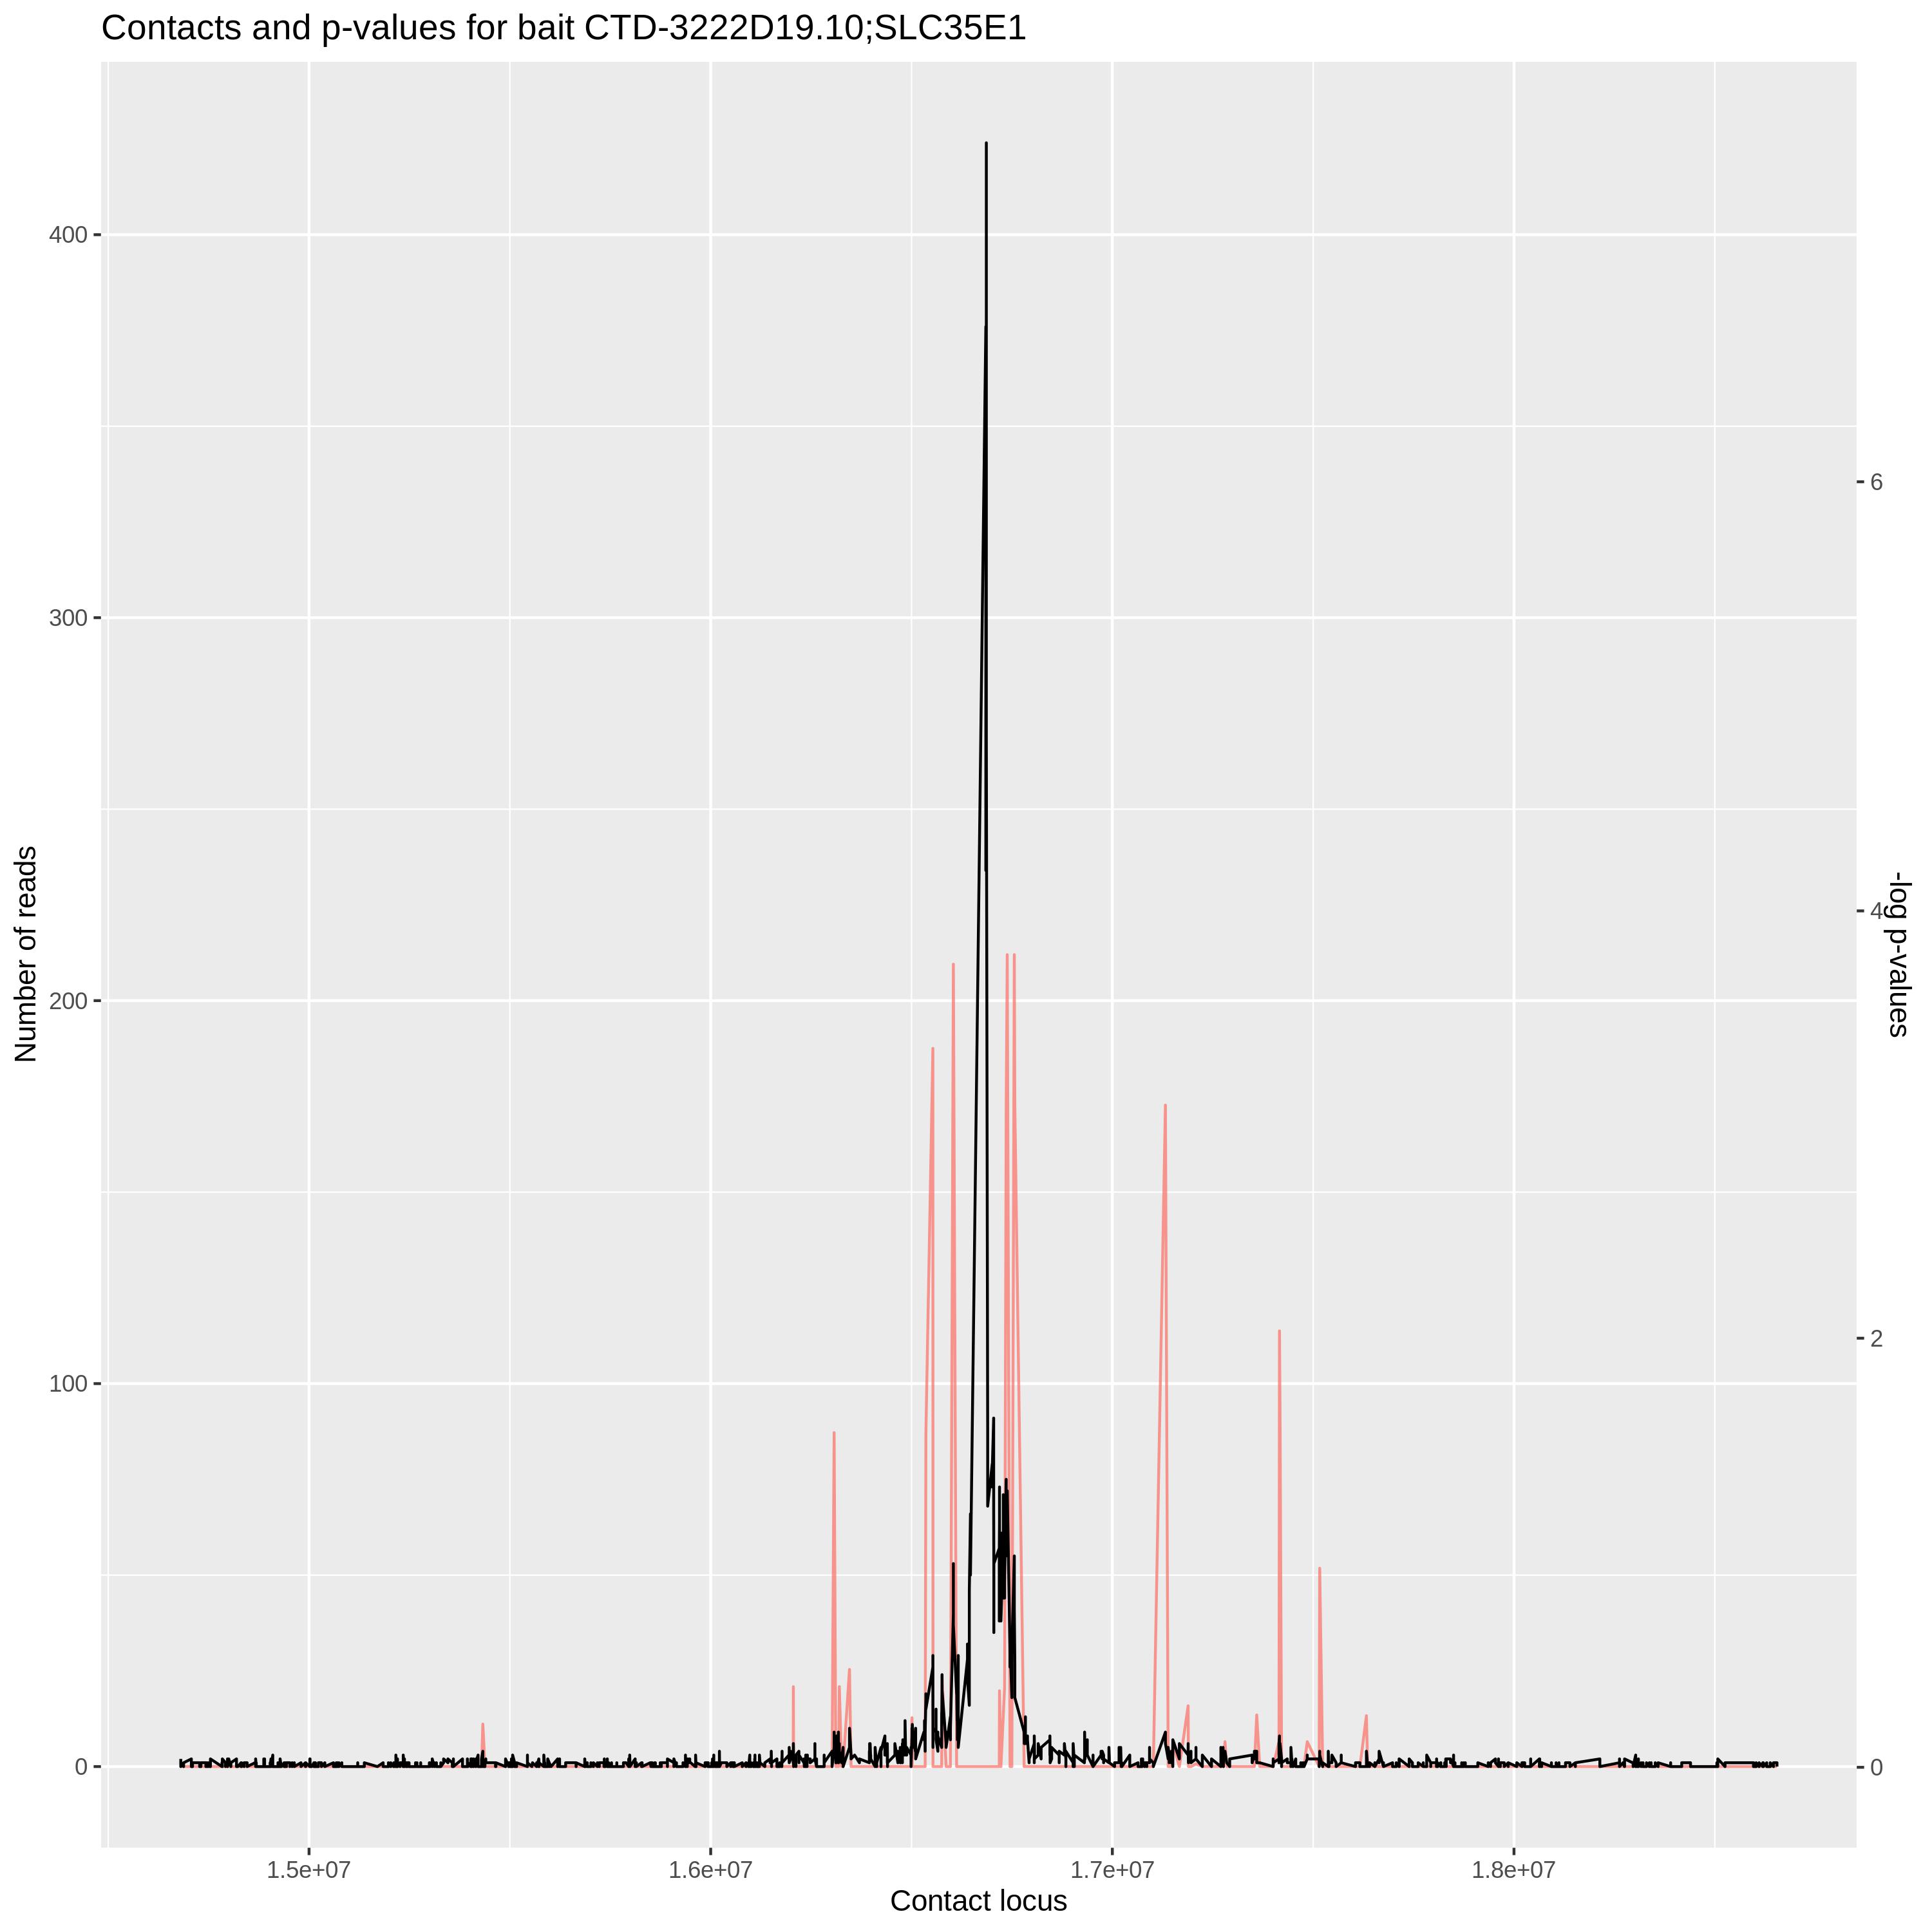 Contacts and p-values for bait CTD-3222D19.10;SLC35E1
Number of reads
400
300
200
100
0
6
4
2
0
-log p-values
1.5e+07 1.6e+07 1.7e+07 1.8e+07
Contact locus